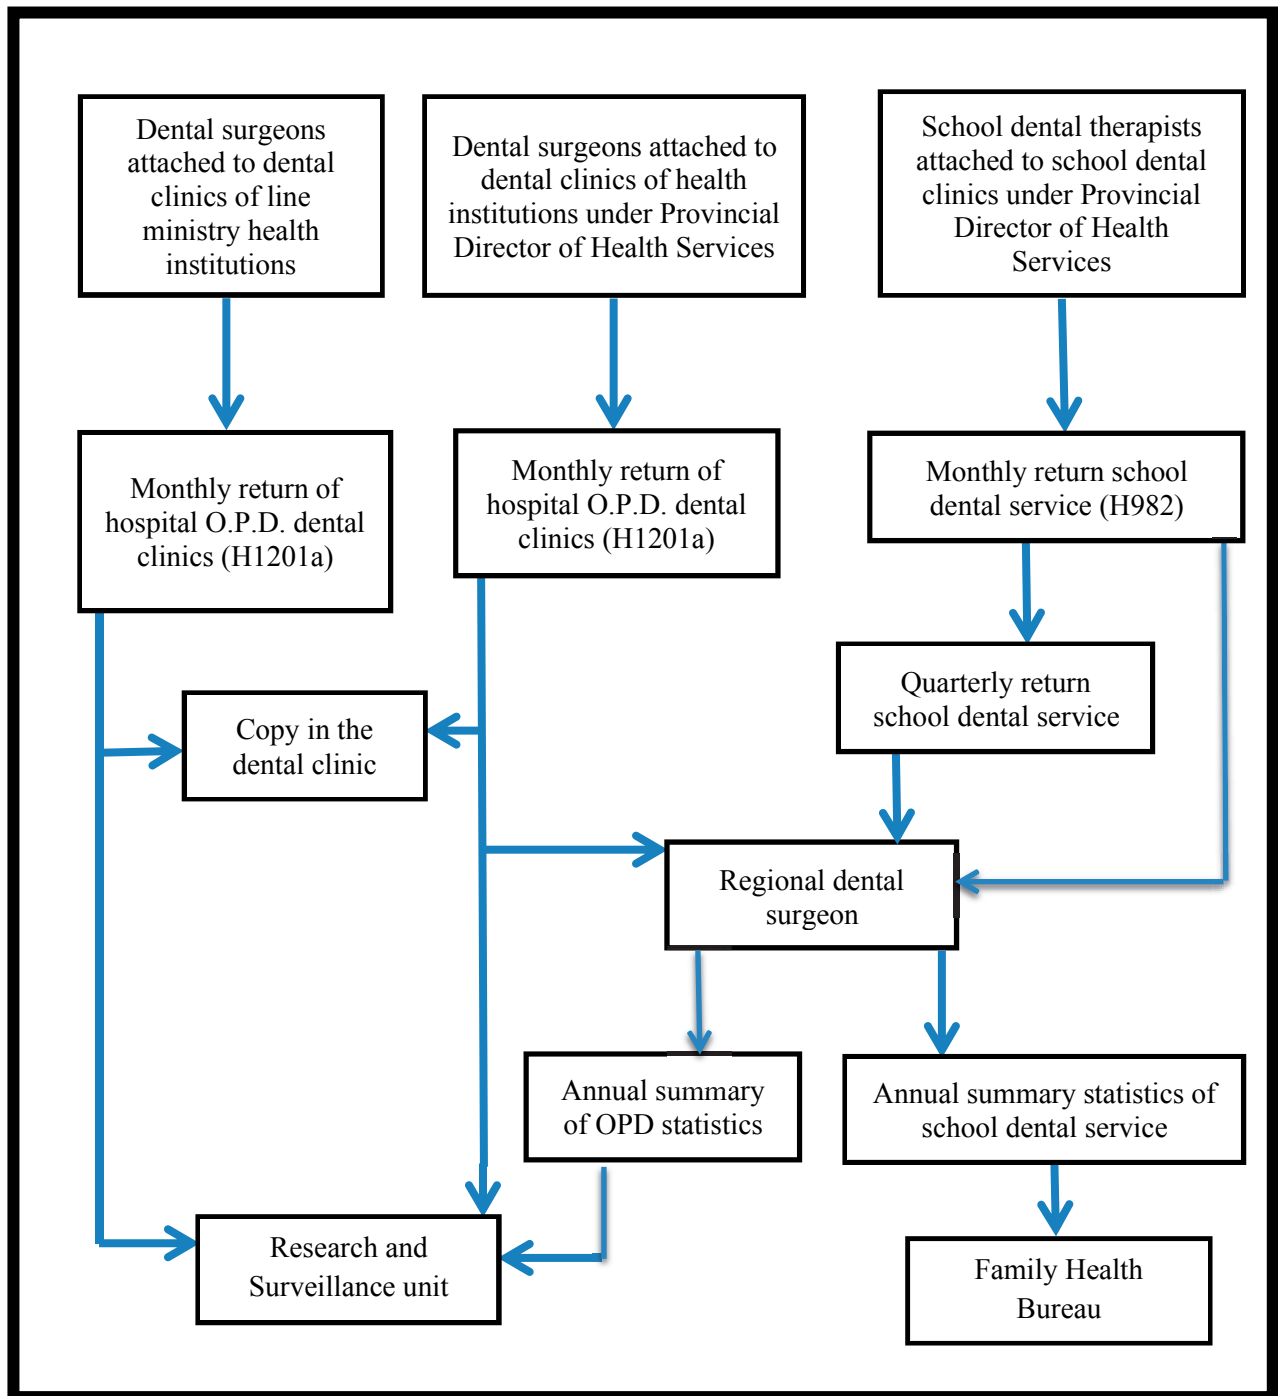 Dental surgeons
attached to dental
clinics of line
ministry health
institutions
Dental surgeons attached to
dental clinics of health
institutions under Provincial
Director of Health Services
School dental therapists
attached to school dental
clinics under Provincial
Director of Health
Services
Monthly return of
hospital O.P.D. dental
clinics (H1201a)
Monthly return of
hospital O.P.D. dental
clinics (H1201a)
Monthly return school
dental service (H982)
Quarterly return
school dental service
Copy in the
dental clinic
Regional dental
surgeon
Annual summary
of OPD statistics
Annual summary statistics of
school dental service
Research and
Surveillance unit
Family Health
Bureau